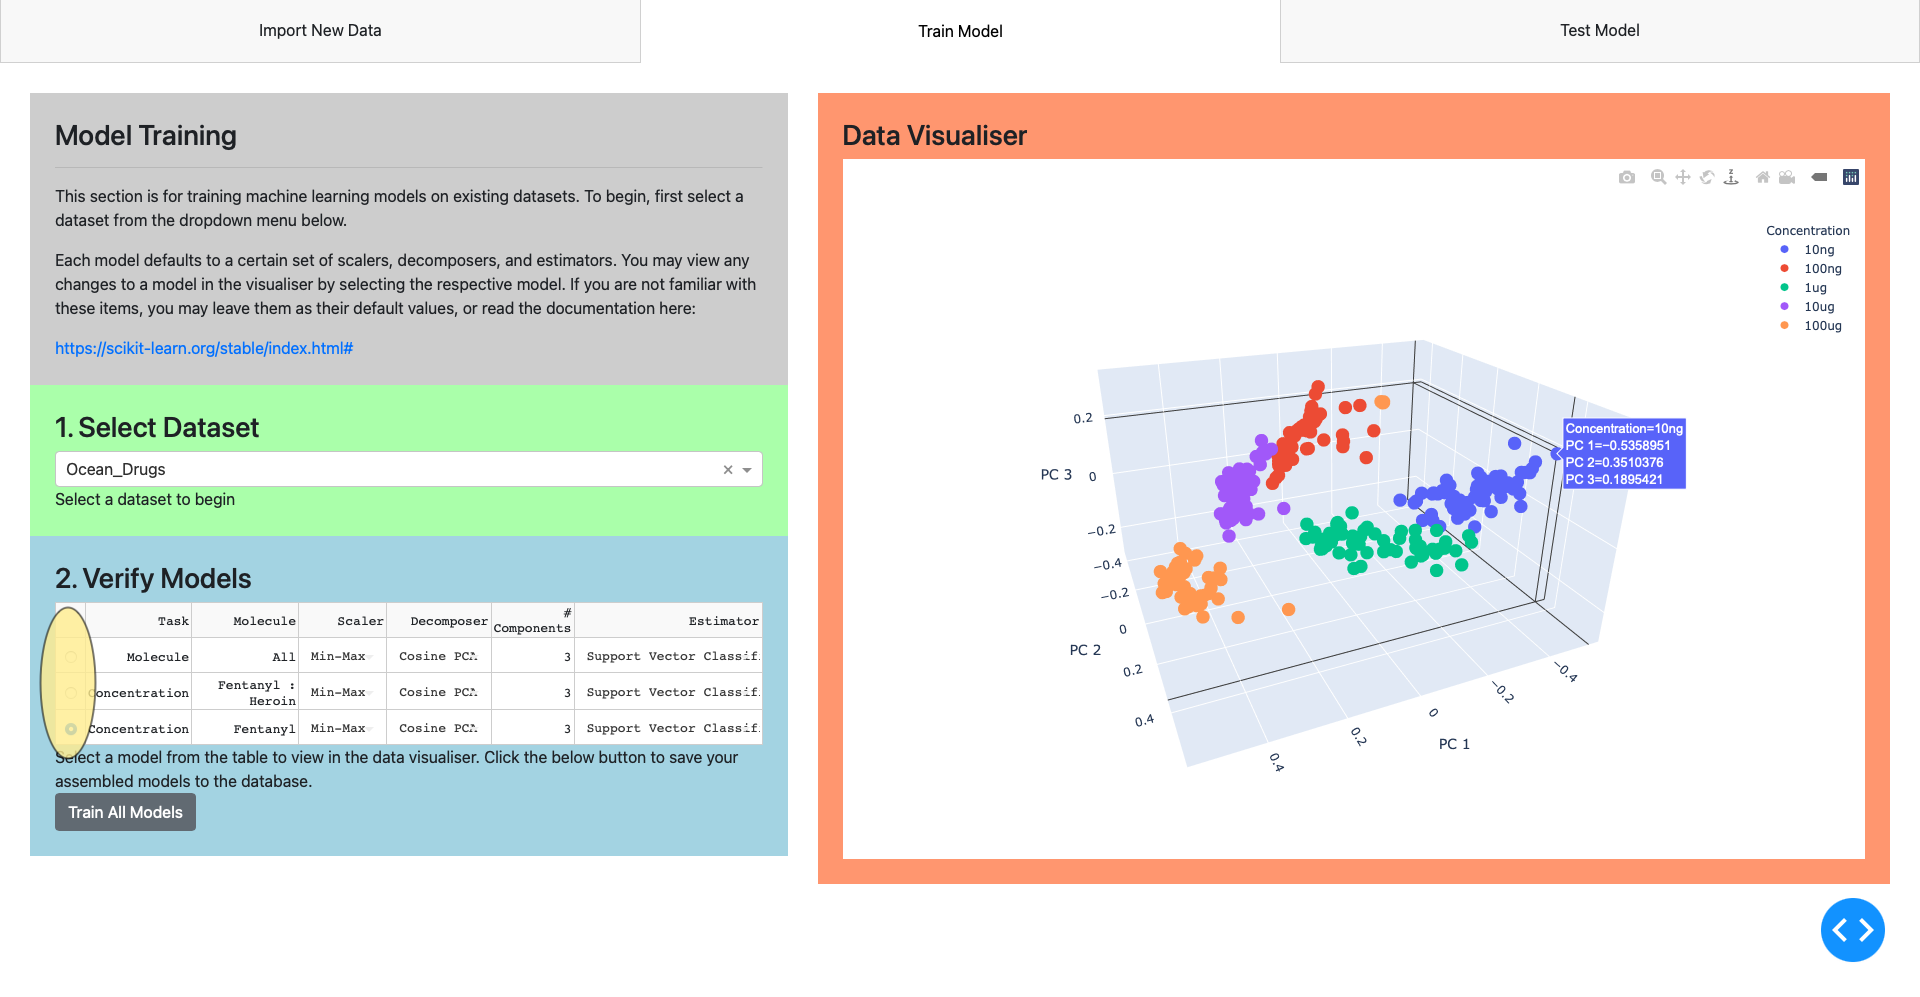 Import New Data
Train Model
Test Model
Model Training
This section is for training machine learning models on existing datasets. To begin, first select a
dataset from the dropdown menu below.
Each model defaults to a certain set of scalers, decomposers, and estimators. You may view any
changes to a model in the visualiser by selecting the respective model. If you are not familiar with
these items, you may leave them as their default values, or read the documentation here:
https://scikit-learn.org/stable/index.html#
1. Select Dataset
Ocean_Drugs
Select a dataset to begin
2. Verify Models
Task Molecule Scaler Decomposer # Components Estimator
Molecule All Min-Max Cosine PCA 3 Support Vector Classif
Concentration Fentanyl : Heroin Min-Max Cosine PCA 3 Support Vector Classif
Concentration Fentanyl Min-Max Cosine PCA 3 Support Vector Classif
Select a model from the table to view in the data visualiser. Click the below button to save your
assembled models to the database.
Train All Models
Data Visualiser
Concentration
10ng
100ng
1ug
10ug
100ug
Concentration=10ng
PC 1=−0.5358951
PC 2=0.3510376
PC 3=0.1895421
PC 3
0.2
0
−0.2
PC 2
−0.4
−0.2
0
0.2
0.4
PC 1
0.4
0.2
0
−0.2
−0.4